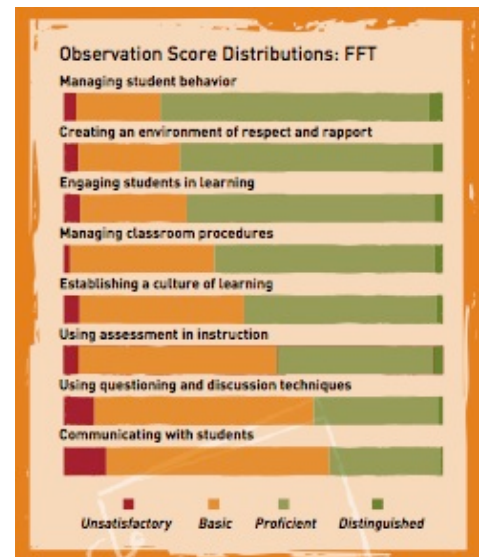 Observation Score Distributions: FFT
Managing student behavior
Creating an environment of respect and rapport
Engaging students in learning
Managing classroom procedures
Establishing a culture of learning
Using assessment in instruction
Using questioning and discussion techniques
Communicating with students
Unsatisfactory Basic Proficient Distinguished